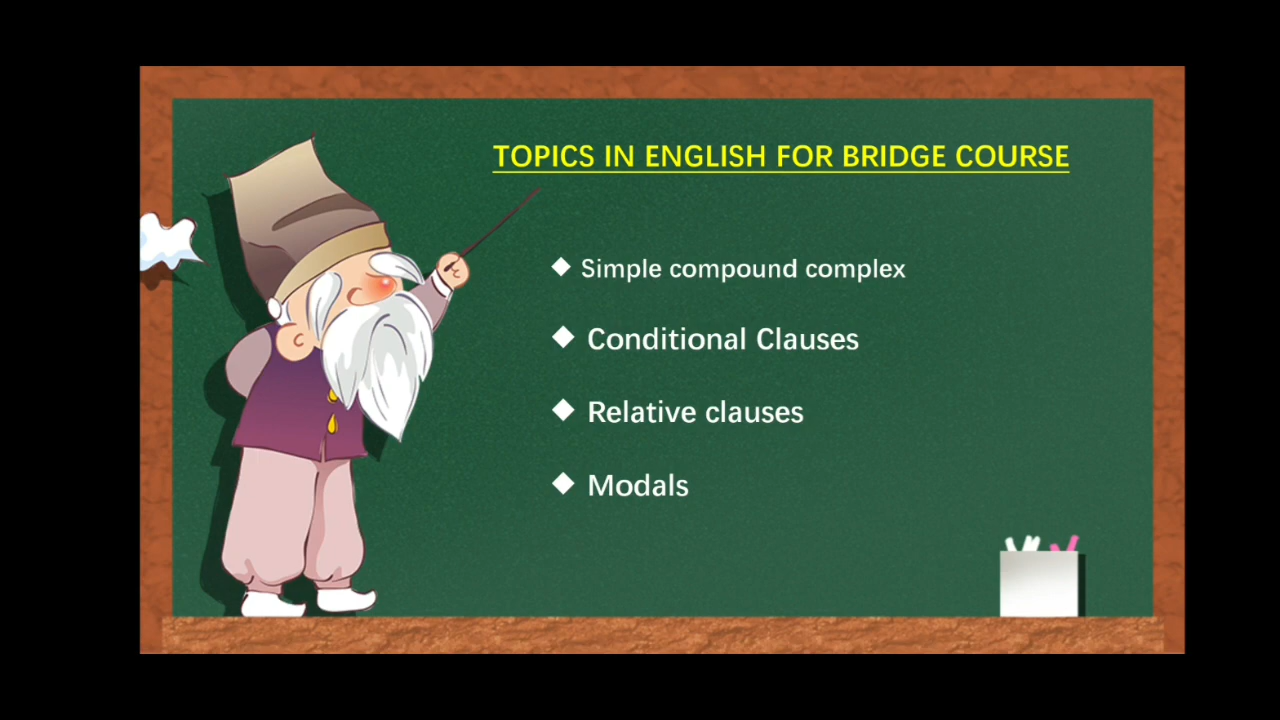 TOPICS IN ENGLISH FOR BRIDGE COURSE
◆ Simple compound complex
◆ Conditional Clauses
◆ Relative clauses
◆ Modals